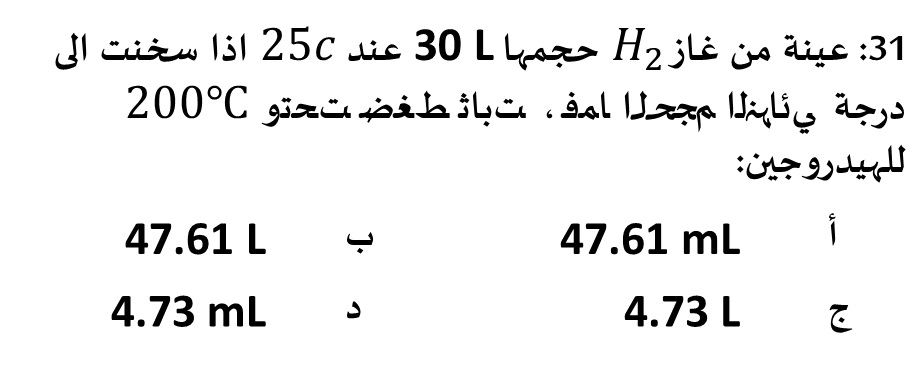 31: عينة من غاز H₂ حجمها 30 L عند 25c اذا سخنت الى
درجة 200°C وتحت ضغط ثابت ، فما الحجم النهائي
للهيدروجين:
أ 47.61 mL ب 47.61 L
ج 4.73 L د 4.73 mL